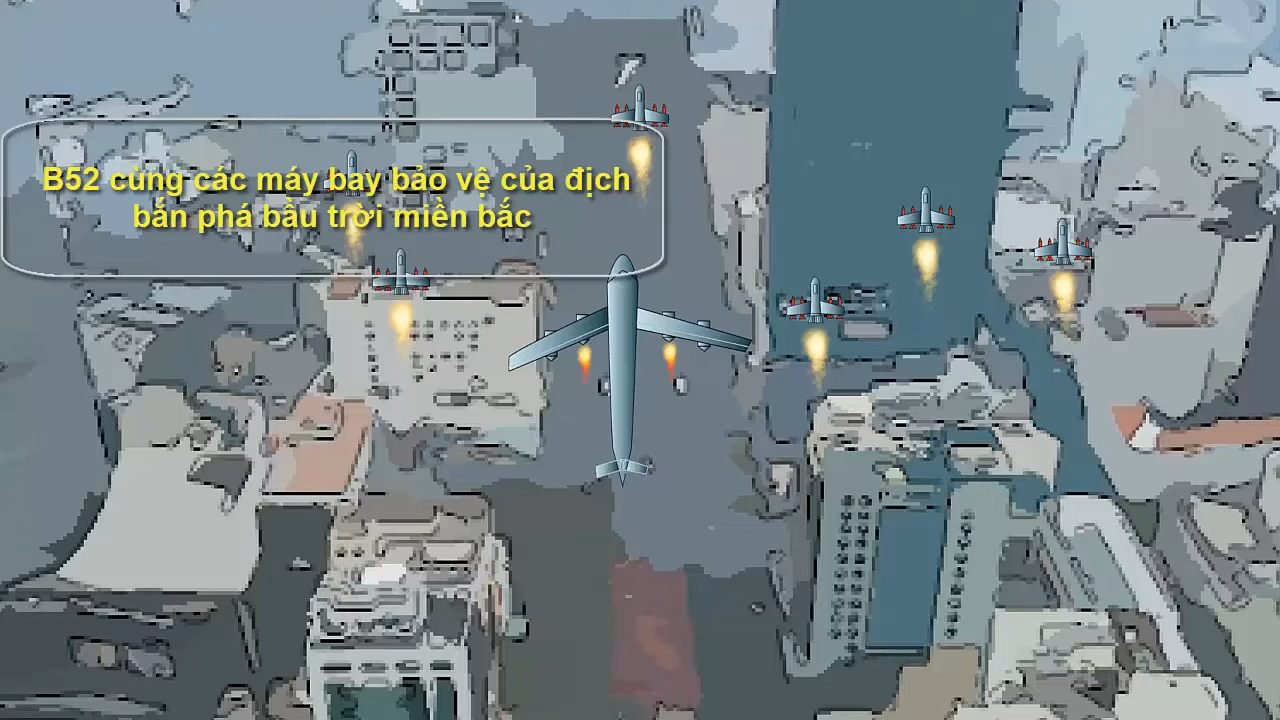 B52 cùng các máy bay bảo vệ của địch
bắn phá bầu trời miền bắc